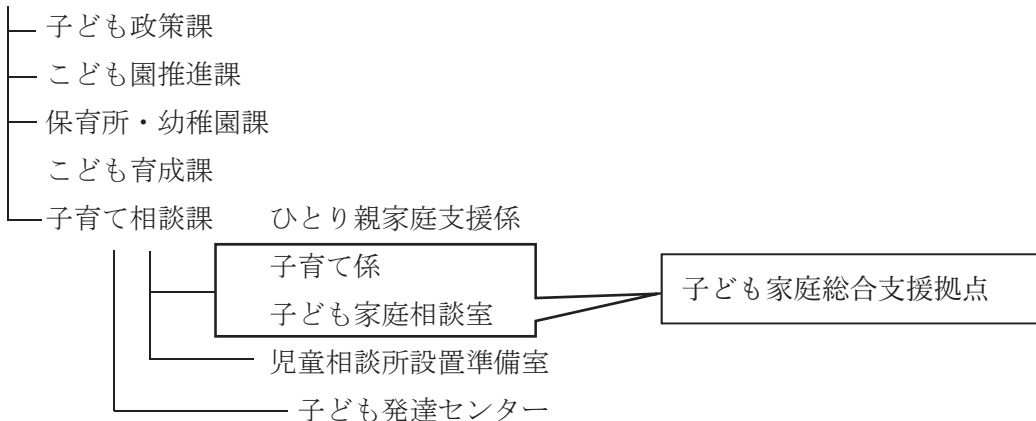 子ども政策課
こども園推進課
保育所・幼稚園課
こども育成課
子育て相談課 ひとり親家庭支援係
子育て係
子ども家庭相談室
子ども家庭総合支援拠点
児童相談所設置準備室
子ども発達センター